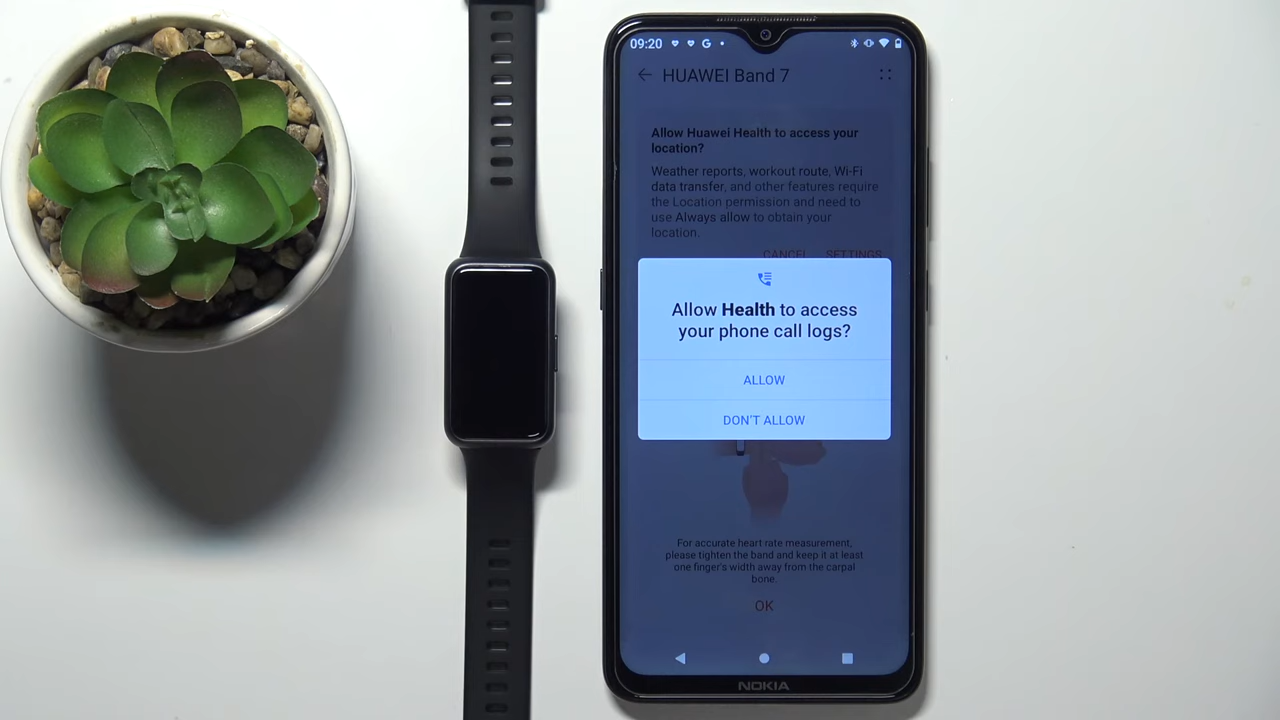 09:20
HUAWEI Band 7
Allow Huawei Health to access your
location?
Weather reports, workout route, Wi-Fi
data transfer, and other features require
the Location permission and need to
use Always allow to obtain your
location.
CANCEL SETTINGS
Allow Health to access
your phone call logs?
ALLOW
DON'T ALLOW
For accurate heart rate measurement,
please tighten the band and keep it at least
one finger's width away from the carpal
bone.
OK
NOKIA